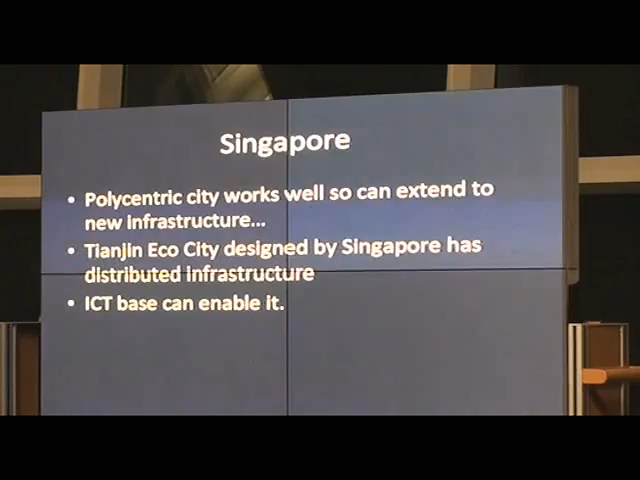 Singapore
• Polycentric city works well so can extend to
new infrastructure...
• Tianjin Eco City designed by Singapore has
distributed infrastructure
• ICT base can enable it.